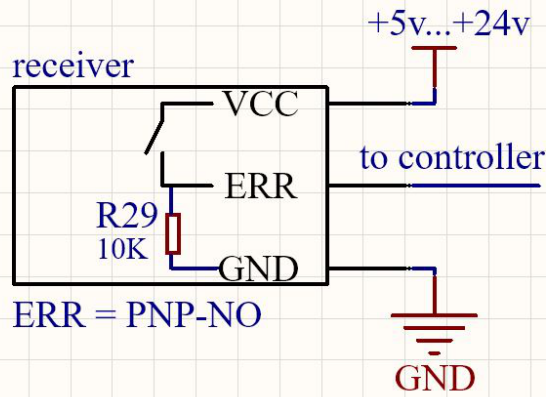 +5v...+24v
receiver
VCC
to controller
ERR
R29
10K
GND
ERR = PNP-NO
GND